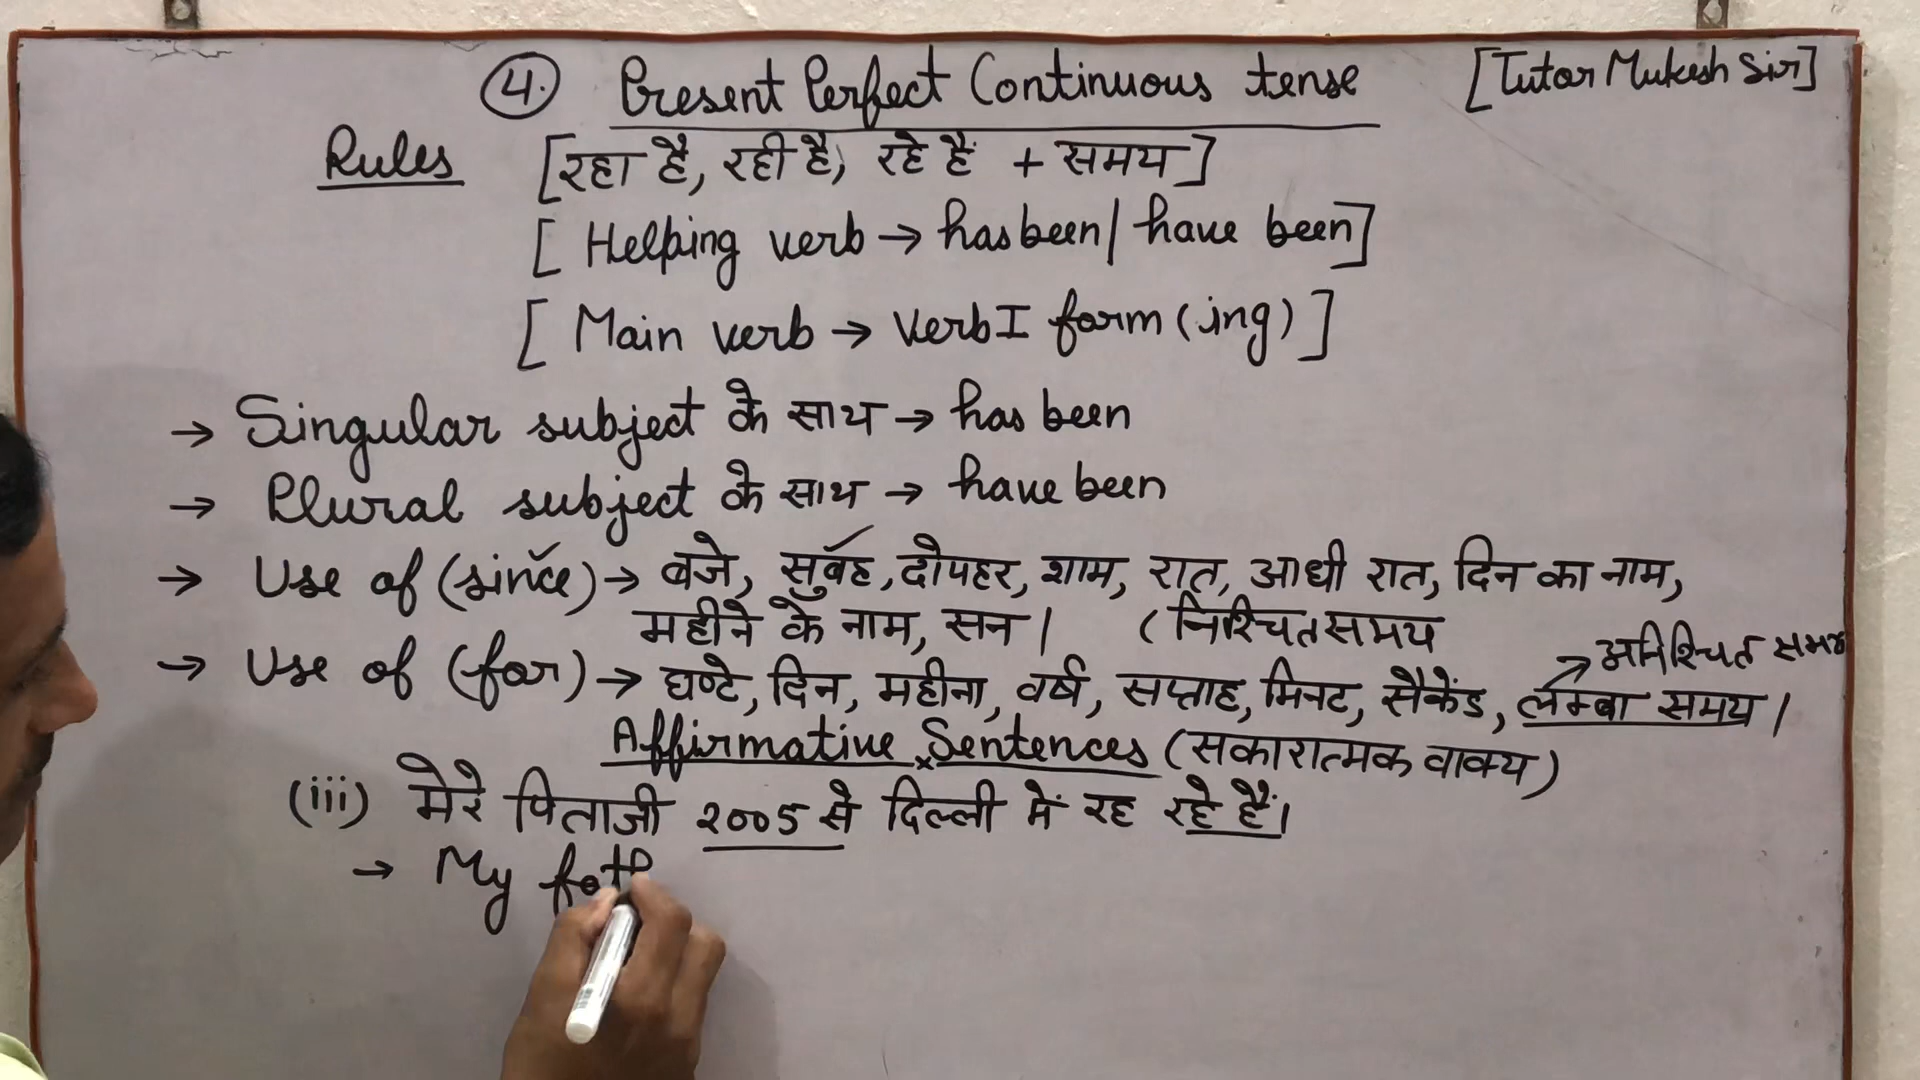 4. Present Perfect Continuous tense [Tutor Mukesh Sir]
Rules [रहा है, रही है, रहे हैं + समय]
[Helping verb → has been / have been]
[Main verb → Verb I form (ing)]
→ Singular subject के साथ → has been
→ Plural subject के साथ → have been
→ Use of (since) → बजे, सुबह, दोपहर, शाम, रात, आधी रात, दिन का नाम,
महीने के नाम, सन। (निश्चित समय
→ अनिश्चित समय
→ Use of (for) → घण्टे, दिन, महीना, वर्ष, सप्ताह, मिनट, सैकेंड, लम्बा समय।
Affirmative Sentences (सकारात्मक वाक्य)
(iii) मेरे पिताजी 2005 से दिल्ली में रह रहे हैं।
→ My fath